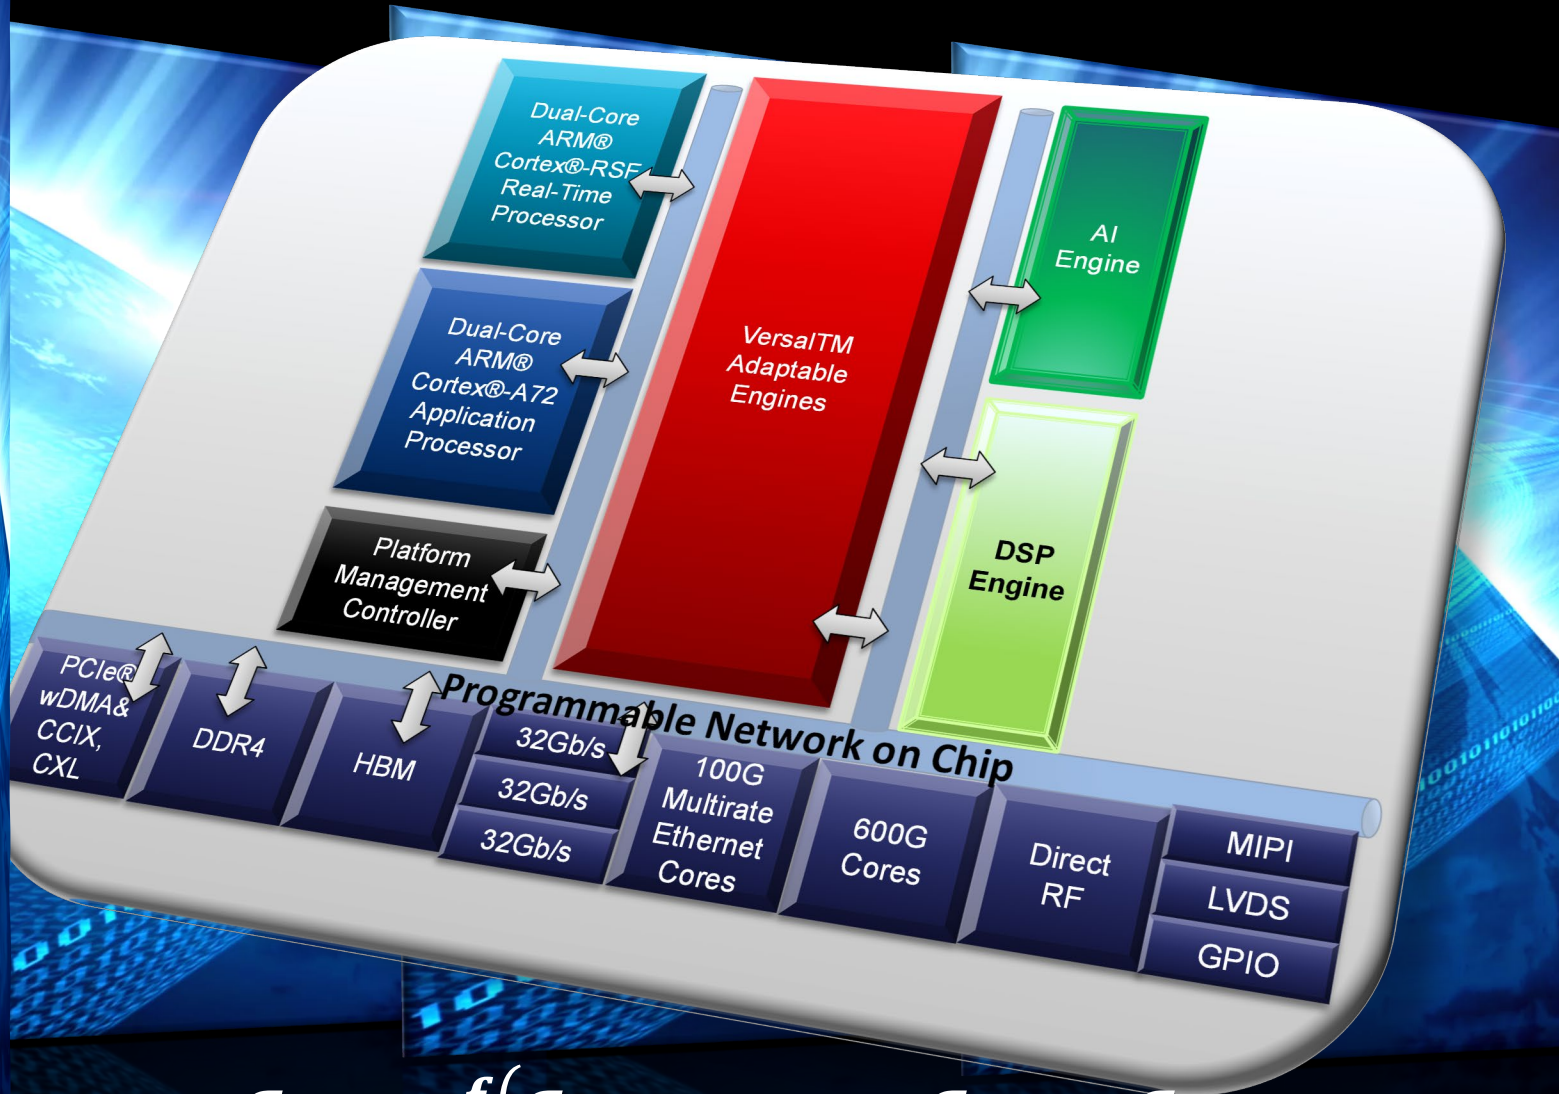 Dual-Core
ARM®
Cortex®-RSF
Real-Time
Processor
Dual-Core
ARM®
Cortex®-A72
Application
Processor
Platform
Management
Controller
VersalTM
Adaptable
Engines
AI
Engine
DSP
Engine
Programmable Network on Chip
PCIe®
wDMA&
CCIX,
CXL
DDR4
HBM
32Gb/s
32Gb/s
32Gb/s
100G
Multirate
Ethernet
Cores
600G
Cores
Direct
RF
MIPI
LVDS
GPIO